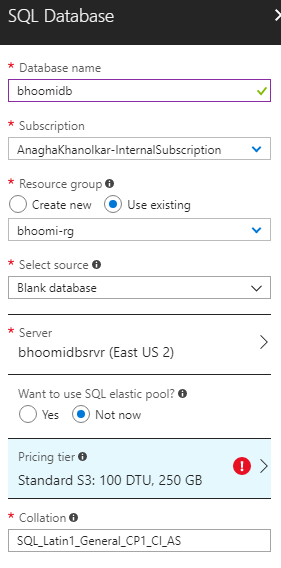 SQL Database
* Database name
bhoomidb
* Subscription
AnaghaKhanolkar-InternalSubscription
* Resource group
Create new Use existing
bhoomi-rg
* Select source
Blank database
* Server
bhoomidbsrvr (East US 2)
Want to use SQL elastic pool?
Yes Not now
Pricing tier
Standard S3: 100 DTU, 250 GB
* Collation
SQL_Latin1_General_CP1_CI_AS